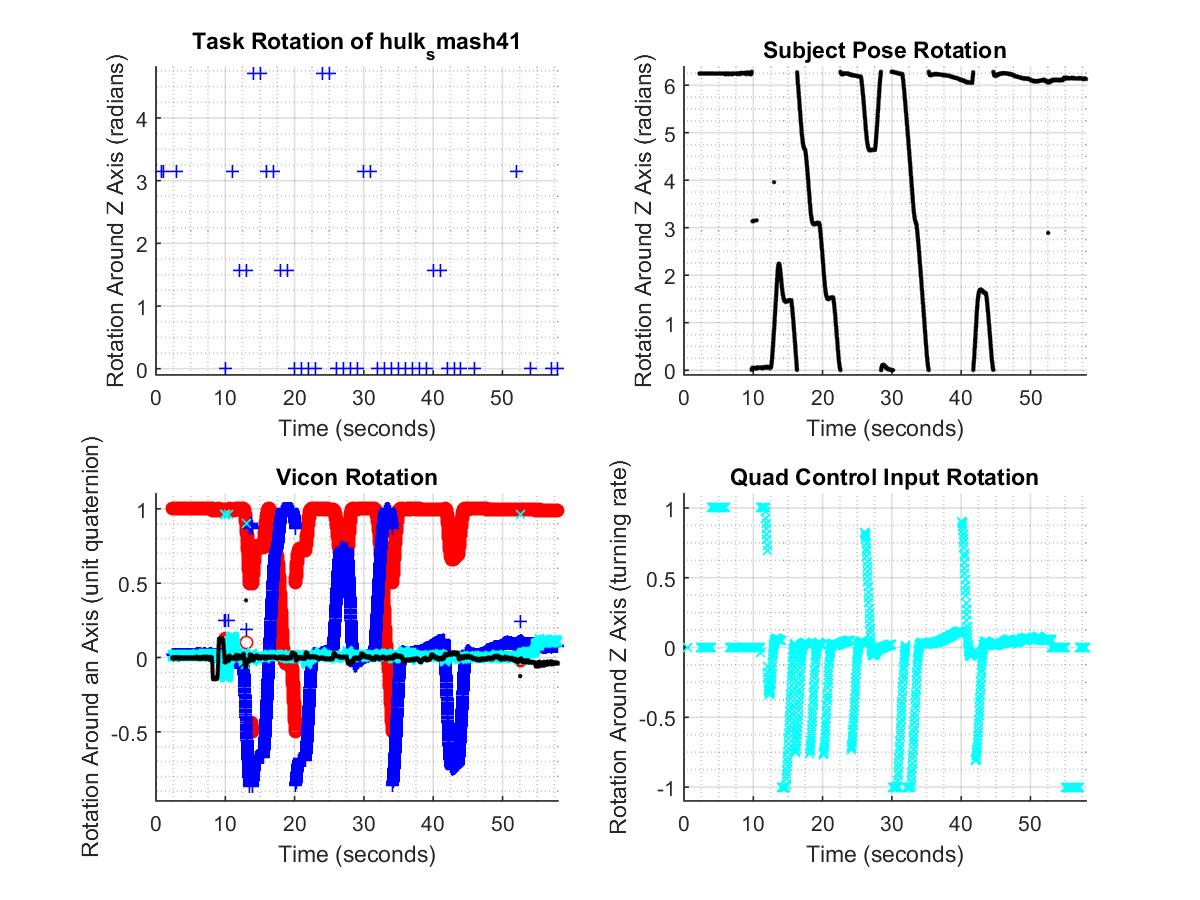 Task Rotation of hulk_smash41
Rotation Around Z Axis (radians)
4
3
2
1
0
0 10 20 30 40 50
Time (seconds)
Subject Pose Rotation
Rotation Around Z Axis (radians)
6
5
4
3
2
1
0
0 10 20 30 40 50
Time (seconds)
Vicon Rotation
Rotation Around an Axis (unit quaternion)
1
0.5
0
-0.5
0 10 20 30 40 50
Time (seconds)
Quad Control Input Rotation
Rotation Around Z Axis (turning rate)
1
0.5
0
-0.5
-1
0 10 20 30 40 50
Time (seconds)